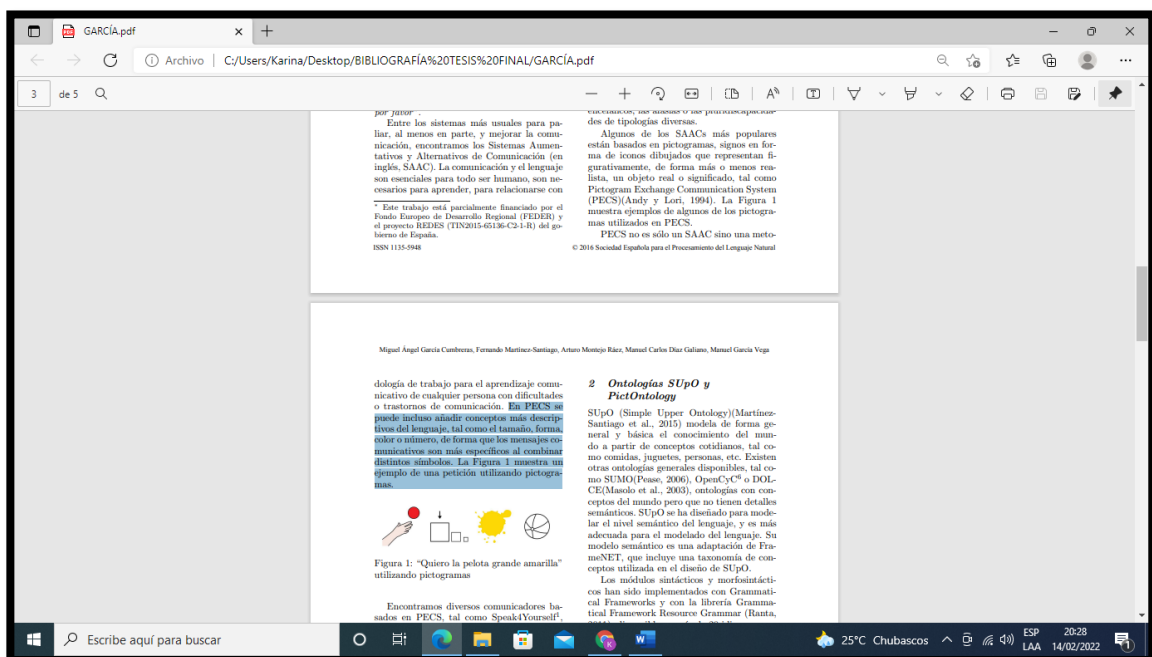 GARCÍA.pdf
Archivo | C:/Users/Karina/Desktop/BIBLIOGRAFÍA%20TESIS%20FINAL/GARCÍA.pdf
3 de 5
por favor".
Entre los sistemas más usuales para pa-
liar, al menos en parte, y mejorar la comu-
nicación, encontramos los Sistemas Aumen-
tativos y Alternativos de Comunicación (en
inglés, SAAC). La comunicación y el lenguaje
son esenciales para todo ser humano, son ne-
cesarios para aprender, para relacionarse con
* Este trabajo está parcialmente financiado por el
Fondo Europeo de Desarrollo Regional (FEDER) y
el proyecto REDES (TIN2015-65136-C2-1-R) del go-
bierno de España.
ISSN 1135-5948
des de tipologías diversas.
Algunos de los SAACs más populares
están basados en pictogramas, signos en for-
ma de iconos dibujados que representan fi-
gurativamente, de forma más o menos rea-
lista, un objeto real o significado, tal como
Pictogram Exchange Communication System
(PECS)(Andy y Lori, 1994). La Figura 1
muestra ejemplos de algunos de los pictogra-
mas utilizados en PECS.
PECS no es sólo un SAAC sino una meto-
© 2016 Sociedad Española para el Procesamiento del Lenguaje Natural
Miguel Ángel García Cumbreras, Fernando Martínez-Santiago, Arturo Montejo Ráez, Manuel Carlos Díaz Galiano, Manuel García Vega
dología de trabajo para el aprendizaje comu-
nicativo de cualquier persona con dificultades
o trastornos de comunicación. En PECS se
puede incluso añadir conceptos más descrip-
tivos del lenguaje, tal como el tamaño, forma,
color o número, de forma que los mensajes co-
municativos son más específicos al combinar
distintos símbolos. La Figura 1 muestra un
ejemplo de una petición utilizando pictogra-
mas.
Figura 1: "Quiero la pelota grande amarilla"
utilizando pictogramas
Encontramos diversos comunicadores ba-
sados en PECS, tal como Speak4Yourself¹,
2 Ontologías SUpO y
PictOntology
SUpO (Simple Upper Ontology)(Martínez-
Santiago et al., 2015) modela de forma ge-
neral y básica el conocimiento del mun-
do a partir de conceptos cotidianos, tal co-
mo comidas, juguetes, personas, etc. Existen
otras ontologías generales disponibles, tal co-
mo SUMO(Pease, 2006), OpenCyC⁶ o DOL-
CE(Masolo et al., 2003), ontologías con con-
ceptos del mundo pero que no tienen detalles
semánticos. SUpO se ha diseñado para mode-
lar el nivel semántico del lenguaje, y es más
adecuada para el modelado del lenguaje. Su
modelo semántico es una adaptación de Fra-
meNET, que incluye una taxonomía de con-
ceptos utilizada en el diseño de SUpO.
Los módulos sintácticos y morfosintácti-
cos han sido implementados con Grammati-
cal Frameworks y con la librería Gramma-
tical Framework Resource Grammar (Ranta,
Escribe aquí para buscar
25°C Chubascos
ESP
LAA
20:28
14/02/2022